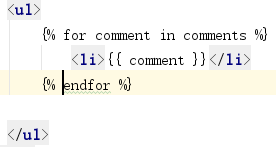 <ul>
{% for comment in comments %}
<li>{{ comment }}</li>
{% endfor %}
</ul>